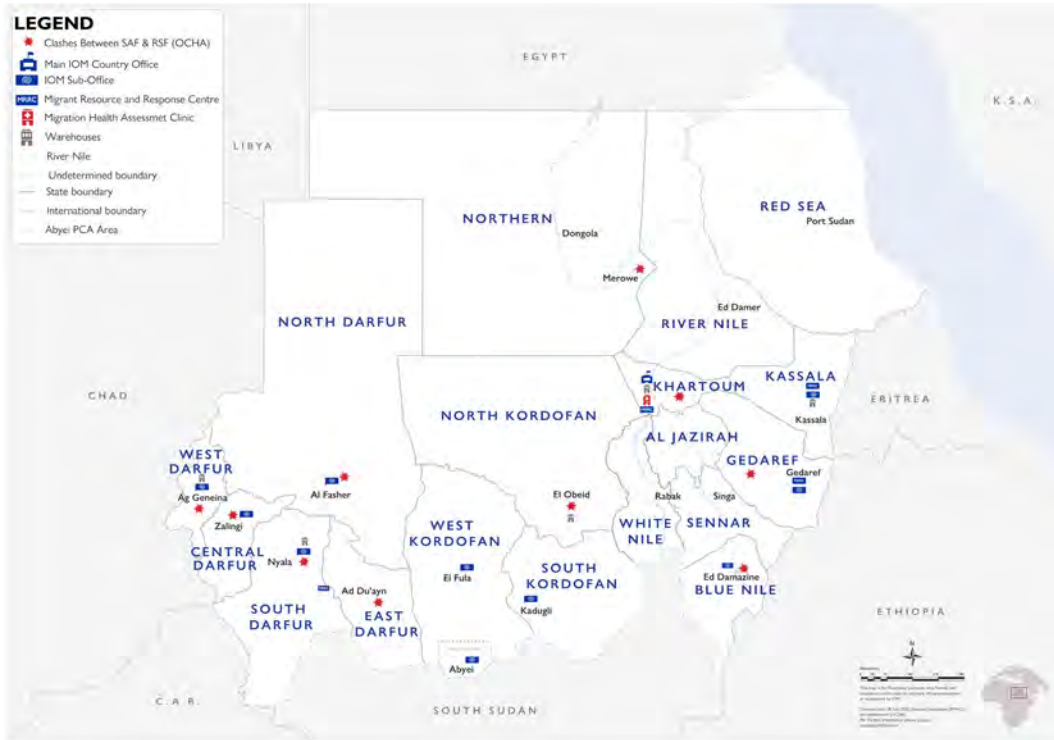 LEGEND
Clashes Between SAF & RSF (OCHA)
Main IOM Country Office
IOM Sub-Office
MRRC Migrant Resource and Response Centre
Migration Health Assessmet Clinic
Warehouses
River Nile
Undetermined boundary
State boundary
International boundary
Abyei PCA Area
EGYPT
K.S.A.
LIBYA
RED SEA
Port Sudan
NORTHERN
Dongola
Merowe
Ed Damer
RIVER NILE
NORTH DARFUR
CHAD
KHARTOUM
KASSALA
Kassala
ERITREA
NORTH KORDOFAN
AL JAZIRAH
GEDAREF
Gedaref
WEST
DARFUR
Ag Geneina
Al Fasher
El Obeid
Rabak
Singa
Zalingi
WEST
KORDOFAN
WHITE
NILE
SENNAR
CENTRAL
DARFUR
Nyala
El Fula
SOUTH
KORDOFAN
Kadugli
Ed Damazine
BLUE NILE
Ad Du'ayn
EAST
DARFUR
SOUTH
DARFUR
ETHIOPIA
Abyei
C.A.R.
SOUTH SUDAN
N